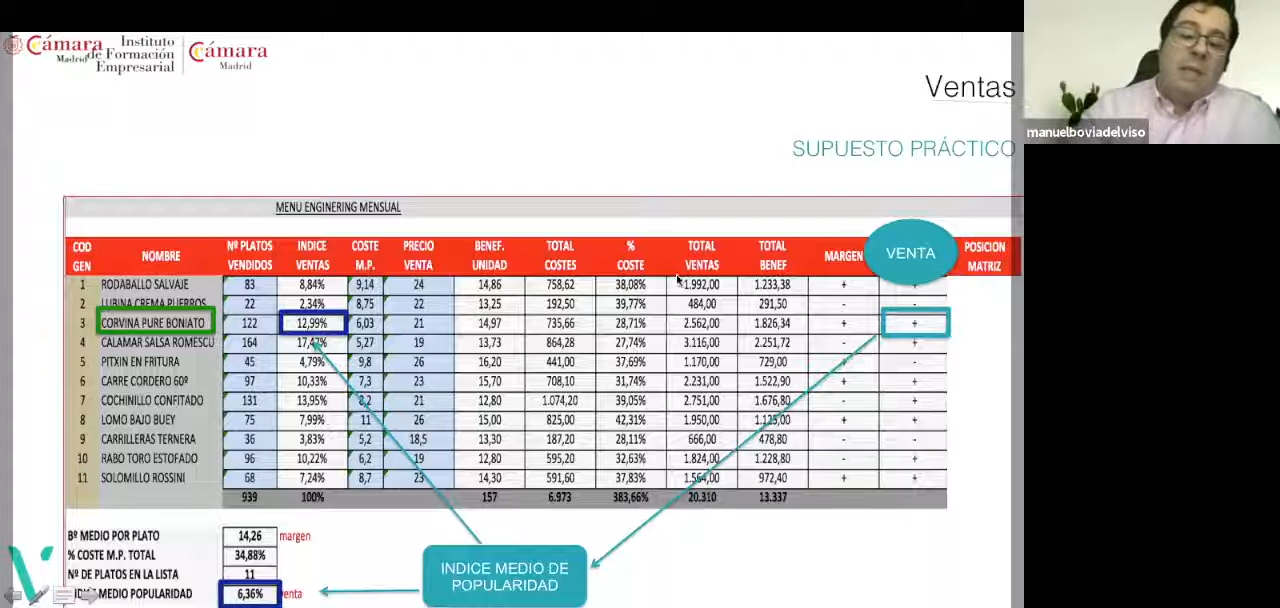 Cámara Madrid
Instituto de Formación Empresarial
Cámara Madrid
Ventas
manuelboviadelviso
SUPUESTO PRÁCTICO
MENU ENGINERING MENSUAL
COD GEN NOMBRE Nº PLATOS VENDIDOS INDICE VENTAS COSTE M.P. PRECIO VENTA BENEF. UNIDAD TOTAL COSTES % COSTE TOTAL VENTAS TOTAL BENEF MARGEN VENTA POSICION MATRIZ
1 RODABALLO SALVAJE 83 8,84% 9,14 24 14,86 758,62 38,08% 1.992,00 1.233,38 + +
2 LUBINA CREMA PUERROS 22 2,34% 8,75 22 13,25 192,50 39,77% 484,00 291,50 - -
3 CORVINA PURE BONIATO 122 12,99% 6,03 21 14,97 735,66 28,71% 2.562,00 1.826,34 + +
4 CALAMAR SALSA ROMESCU 164 17,47% 5,27 19 13,73 864,28 27,74% 3.116,00 2.251,72 - +
5 PITXIN EN FRITURA 45 4,79% 9,8 26 16,20 441,00 37,69% 1.170,00 729,00 + -
6 CARRE CORDERO 60º 97 10,33% 7,3 23 15,70 708,10 31,74% 2.231,00 1.522,90 + +
7 COCHINILLO CONFITADO 131 13,95% 8,2 21 12,80 1.074,20 39,05% 2.751,00 1.676,80 - +
8 LOMO BAJO BUEY 75 7,99% 11 26 15,00 825,00 42,31% 1.950,00 1.125,00 + +
9 CARRILLERAS TERNERA 36 3,83% 5,2 18,5 13,30 187,20 28,11% 666,00 478,80 - -
10 RABO TORO ESTOFADO 96 10,22% 6,2 19 12,80 595,20 32,63% 1.824,00 1.228,80 - +
11 SOLOMILLO ROSSINI 68 7,24% 8,7 23 14,30 591,60 37,83% 1.564,00 972,40 + +
939 100% 157 6.973 383,66% 20.310 13.337
Bº MEDIO POR PLATO 14,26 margen
% COSTE M.P. TOTAL 34,88%
Nº DE PLATOS EN LA LISTA 11
MEDIO POPULARIDAD 6,36% venta
INDICE MEDIO DE
POPULARIDAD